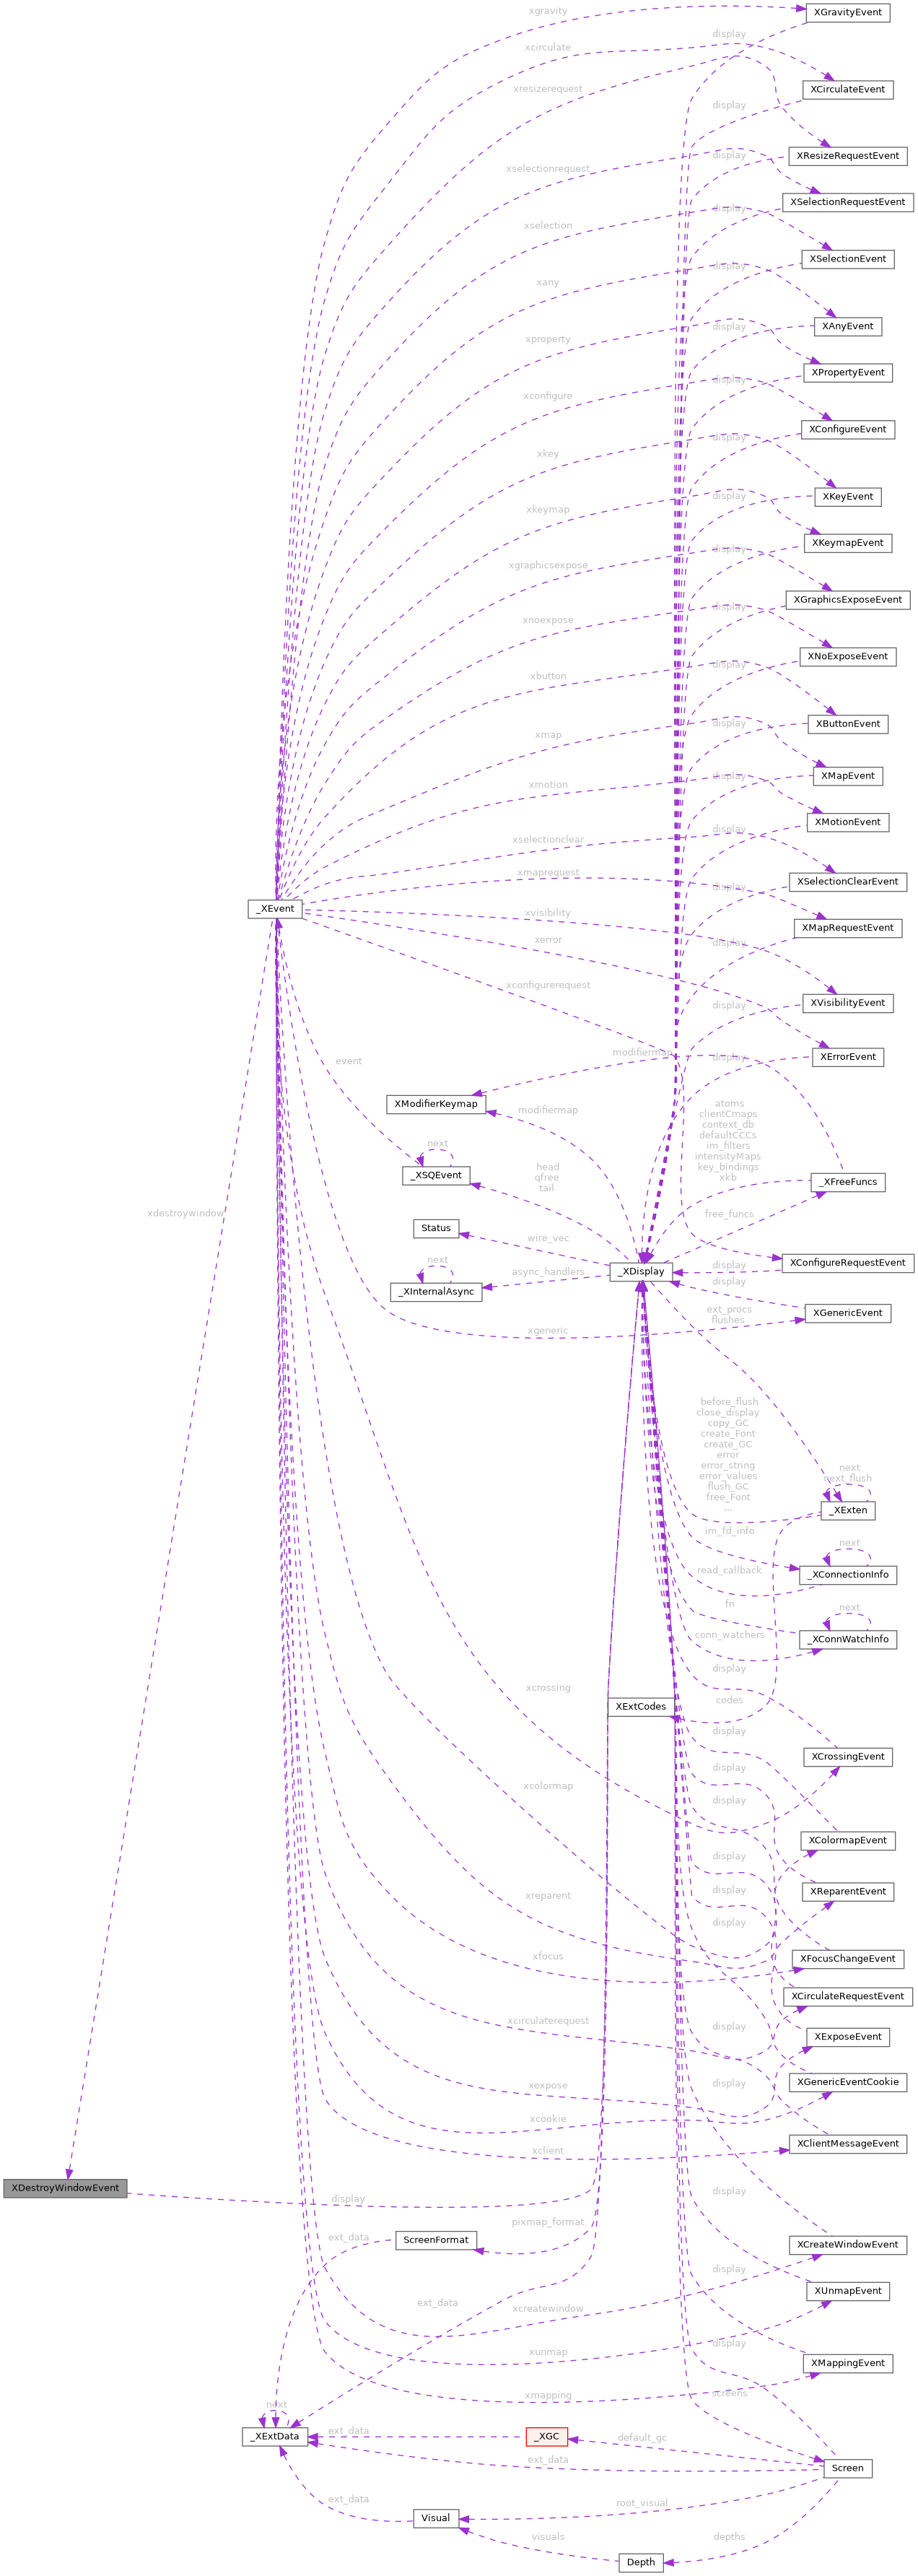 xgravity
XGravityEvent
display
xcirculate
XCirculateEvent
xresizerequest
display
XResizeRequestEvent
display
xselectionrequest
XSelectionRequestEvent
display
xselection
XSelectionEvent
display
xany
XAnyEvent
display
xproperty
XPropertyEvent
display
xconfigure
XConfigureEvent
display
xkey
XKeyEvent
display
xkeymap
XKeymapEvent
display
xgraphicsexpose
XGraphicsExposeEvent
display
xnoexpose
XNoExposeEvent
display
xbutton
XButtonEvent
display
xmap
XMapEvent
display
xmotion
XMotionEvent
display
xselectionclear
XSelectionClearEvent
display
xmaprequest
_XEvent
xvisibility
XMapRequestEvent
display
xerror
XVisibilityEvent
xconfigurerequest
display
XErrorEvent
modifiermap
display
event
XModifierKeymap
modifiermap
atoms
clientCmaps
context_db
defaultCCCs
im_filters
intensityMaps
key_bindings
xkb
next
_XSQEvent
head
qfree
tail
_XFreeFuncs
xdestroywindow
free_funcs
Status
wire_vec
next
_XInternalAsync
async_handlers
_XDisplay
display
XConfigureRequestEvent
display
XGenericEvent
xgeneric
ext_procs
flushes
before_flush
close_display
copy_GC
create_Font
create_GC
error
error_string
error_values
flush_GC
free_Font
...
next
next_flush
_XExten
im_fd_info
next
_XConnectionInfo
read_callback
fn
next
_XConnWatchInfo
conn_watchers
display
xcrossing
XExtCodes
codes
display
XCrossingEvent
display
xcolormap
display
XColormapEvent
display
XReparentEvent
xreparent
display
display
xfocus
XFocusChangeEvent
XCirculateRequestEvent
xcirculaterequest
display
XExposeEvent
xexpose
display
XGenericEventCookie
xcookie
XClientMessageEvent
xclient
XDestroyWindowEvent
display
display
pixmap_format
ScreenFormat
ext_data
XCreateWindowEvent
display
ext_data
xcreatewindow
XUnmapEvent
xunmap
display
XMappingEvent
xmapping
screens
next
_XExtData
ext_data
_XGC
default_gc
ext_data
Screen
ext_data
Visual
root_visual
visuals
Depth
depths